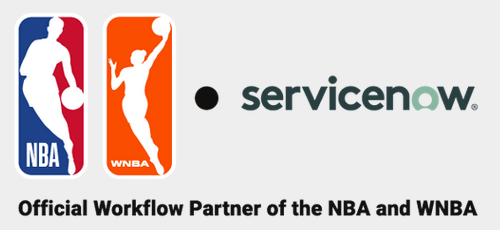 NBA
WNBA
servicenow®
Official Workflow Partner of the NBA and WNBA